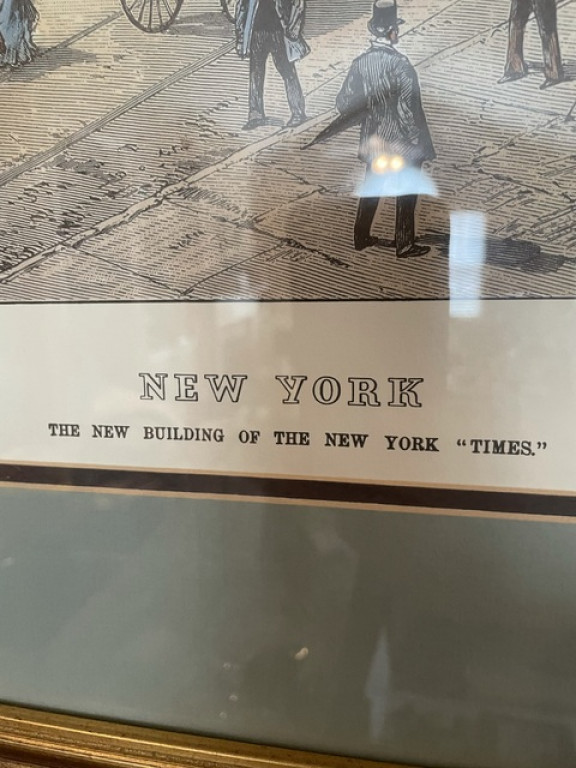 NEW YORK
THE NEW BUILDING OF THE NEW YORK “TIMES.”